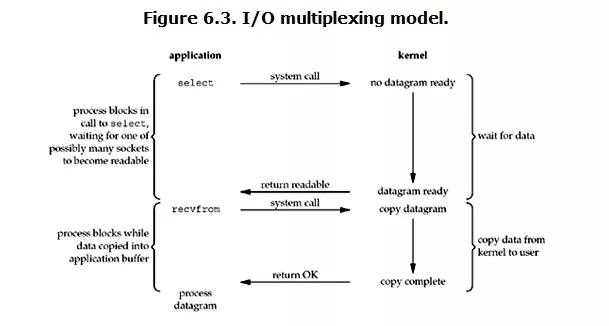 Figure 6.3. I/O multiplexing model.
application
kernel
select
system call
no datagram ready
process blocks in
call to select,
waiting for one of
possibly many sockets
to become readable
wait for data
return readable
datagram ready
recvfrom
system call
copy datagram
process blocks while
data copied into
application buffer
copy data from
kernel to user
return OK
copy complete
process
datagram